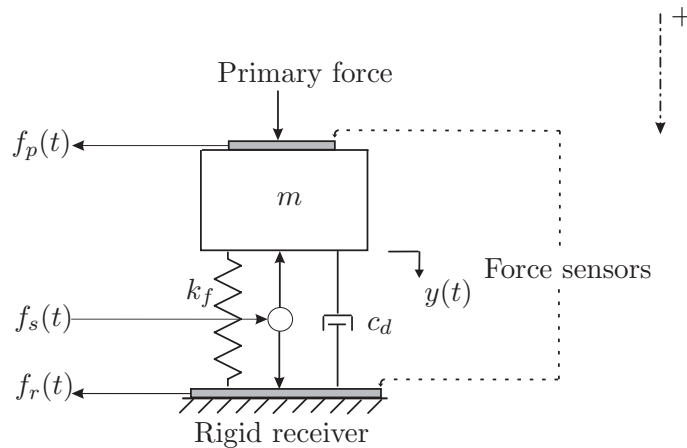 +
Primary force
f_p(t)
m
Force sensors
k_f
y(t)
f_s(t)
c_d
f_r(t)
Rigid receiver